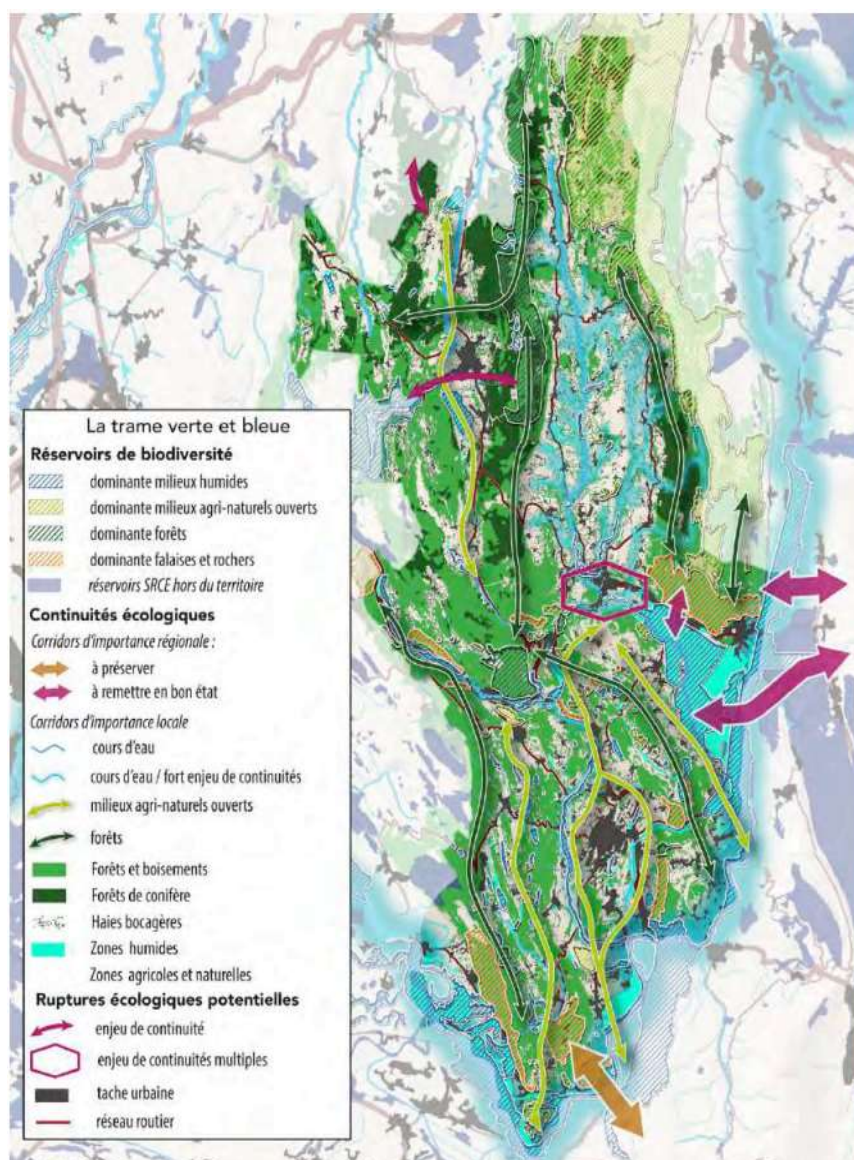 La trame verte et bleue
Réservoirs de biodiversité
dominante milieux humides
dominante milieux agri-naturels ouverts
dominante forêts
dominante falaises et rochers
réservoirs SRCE hors du territoire
Continuités écologiques
Corridors d'importance régionale :
à préserver
à remettre en bon état
Corridors d'importance locale
cours d'eau
cours d'eau / fort enjeu de continuités
milieux agri-naturels ouverts
forêts
Forêts et boisements
Forêts de conifère
Haies bocagères
Zones humides
Zones agricoles et naturelles
Ruptures écologiques potentielles
enjeu de continuité
enjeu de continuités multiples
tache urbaine
réseau routier